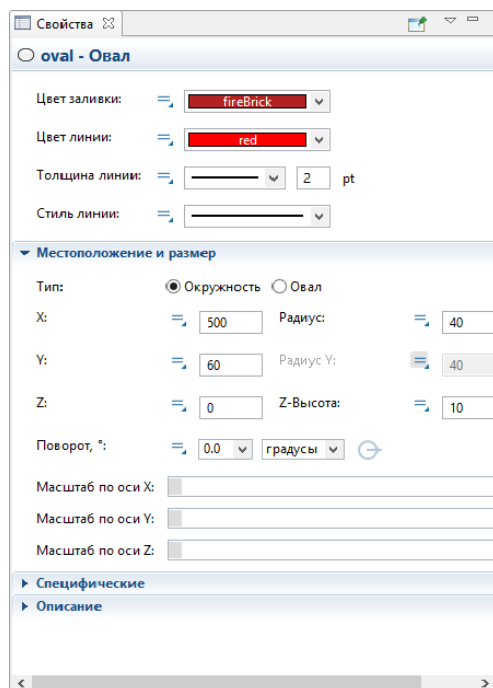 Свойства
oval - Овал
Цвет заливки: fireBrick
Цвет линии: red
Толщина линии: 2 pt
Стиль линии:
Местоположение и размер
Тип: Окружность Овал
X: 500 Радиус: 40
Y: 60 Радиус Y: 40
Z: 0 Z-Высота: 10
Поворот, °: 0.0 градусы
Масштаб по оси X:
Масштаб по оси Y:
Масштаб по оси Z:
Специфические
Описание